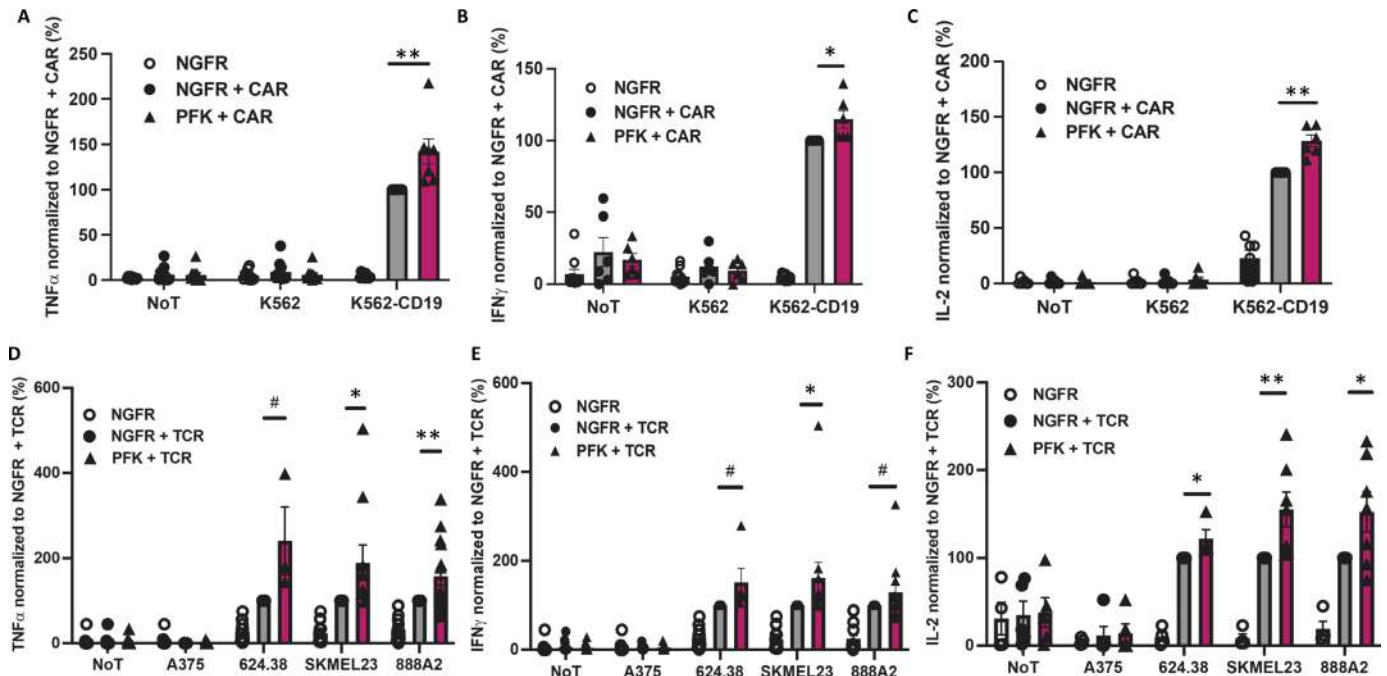 A
TNFα normalized to NGFR + CAR (%)
250
200
150
100
50
0
NGFR
NGFR + CAR
PFK + CAR
**
NoT
K562
K562-CD19
B
IFNγ normalized to NGFR + CAR (%)
150
100
50
0
NGFR
NGFR + CAR
PFK + CAR
*
NoT
K562
K562-CD19
C
IL-2 normalized to NGFR + CAR (%)
200
150
100
50
0
NGFR
NGFR + CAR
PFK + CAR
**
NoT
K562
K562-CD19
D
TNFα normalized to NGFR + TCR (%)
600
400
200
0
NGFR
NGFR + TCR
PFK + TCR
#
*
**
NoT
A375
624.38
SKMEL23
888A2
E
IFNγ normalized to NGFR + TCR (%)
600
400
200
0
NGFR
NGFR + TCR
PFK + TCR
#
*
#
NoT
A375
624.38
SKMEL23
888A2
F
IL-2 normalized to NGFR + TCR (%)
300
200
100
0
NGFR
NGFR + TCR
PFK + TCR
*
**
*
NoT
A375
624.38
SKMEL23
888A2